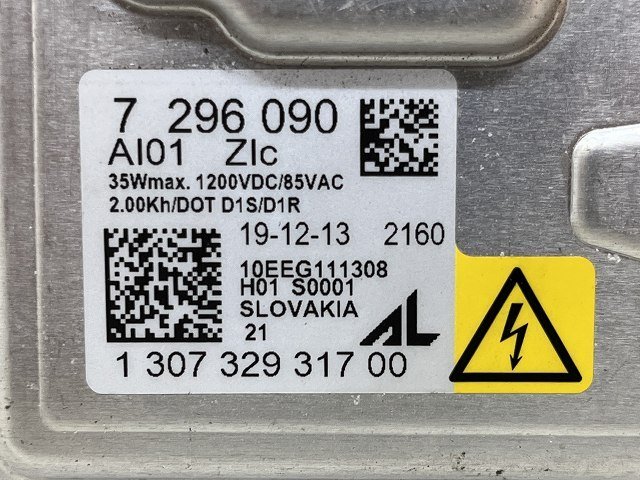 7 296 090
AI01 ZIc
35Wmax. 1200VDC/85VAC
2.00Kh/DOT D1S/D1R
19-12-13 2160
10EEG111308
H01 S0001
SLOVAKIA
21
AL
1 307 329 317 00